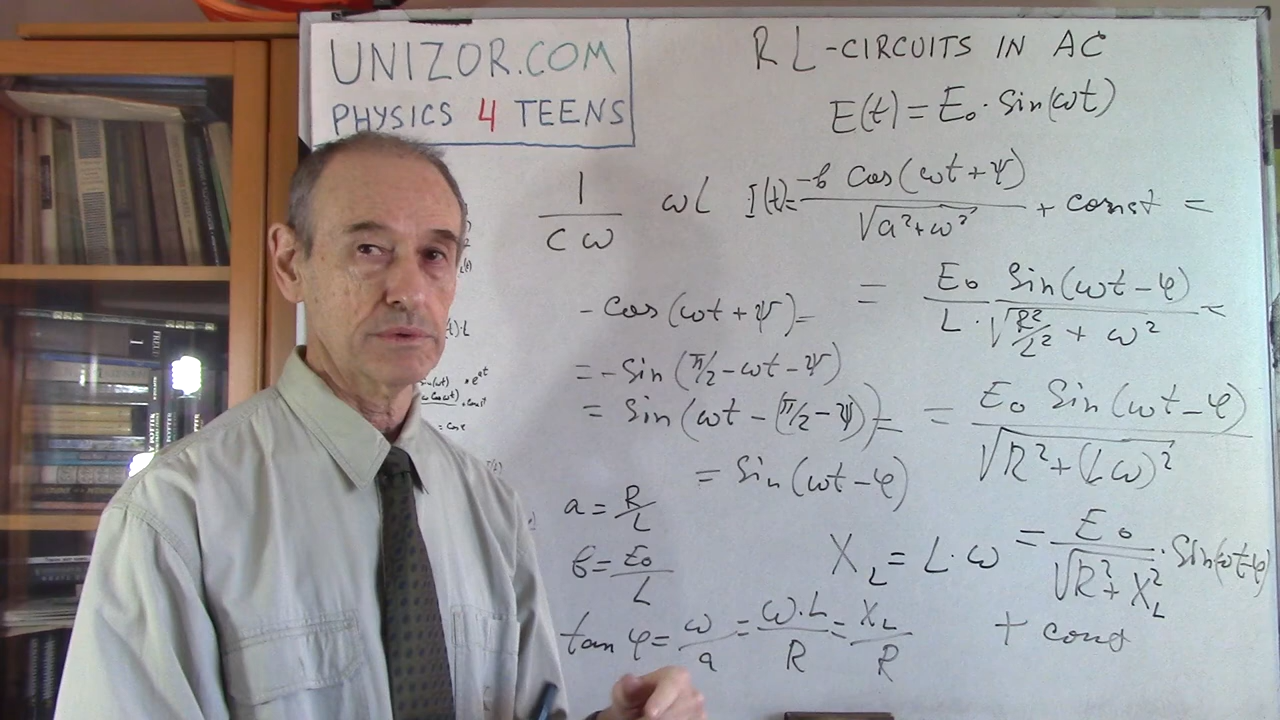 UNIZOR.COM
PHYSICS 4 TEENS
RL-CIRCUITS IN AC
E(t) = E₀ · Sin(ωt)
1/(Cω)
ωL
I(t) = -b Cos(ωt + ψ)/√(a² + ω²) + const =
= E₀ Sin(ωt - φ)/(L · √(R²/L² + ω²)) =
= E₀ Sin(ωt - φ)/√(R² + (Lω)²)
= E₀/√(R² + X_L²) · Sin(ωt - φ)
+ cons
- Cos(ωt + ψ) =
= - Sin(π/2 - ωt - ψ)
= Sin(ωt - (π/2 - ψ)) =
= Sin(ωt - φ)
a = R/L
b = E₀/L
X_L = L · ω
tan φ = ω/a = ω·L/R = X_L/R